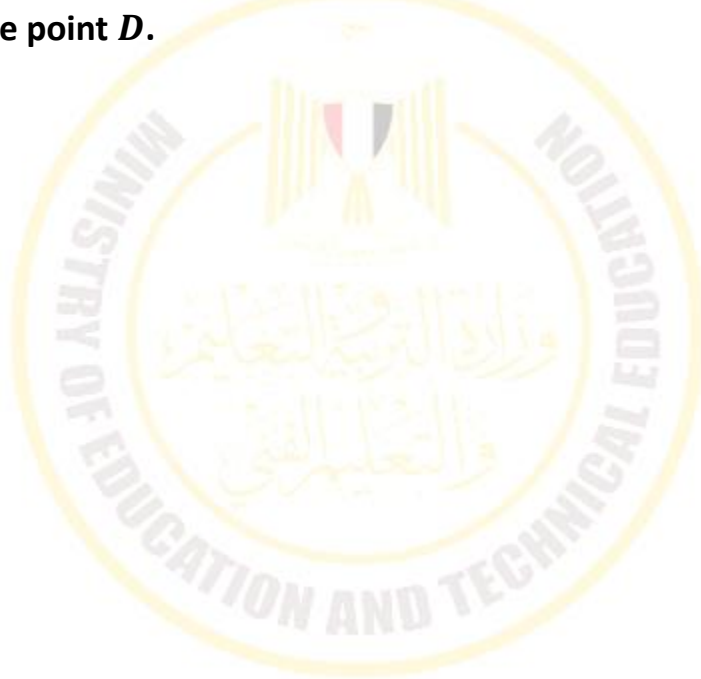 e point D.
MINISTRY OF EDUCATION AND TECHNICAL EDUCATION
وزارة التربية والتعليم
والتعليم الفني